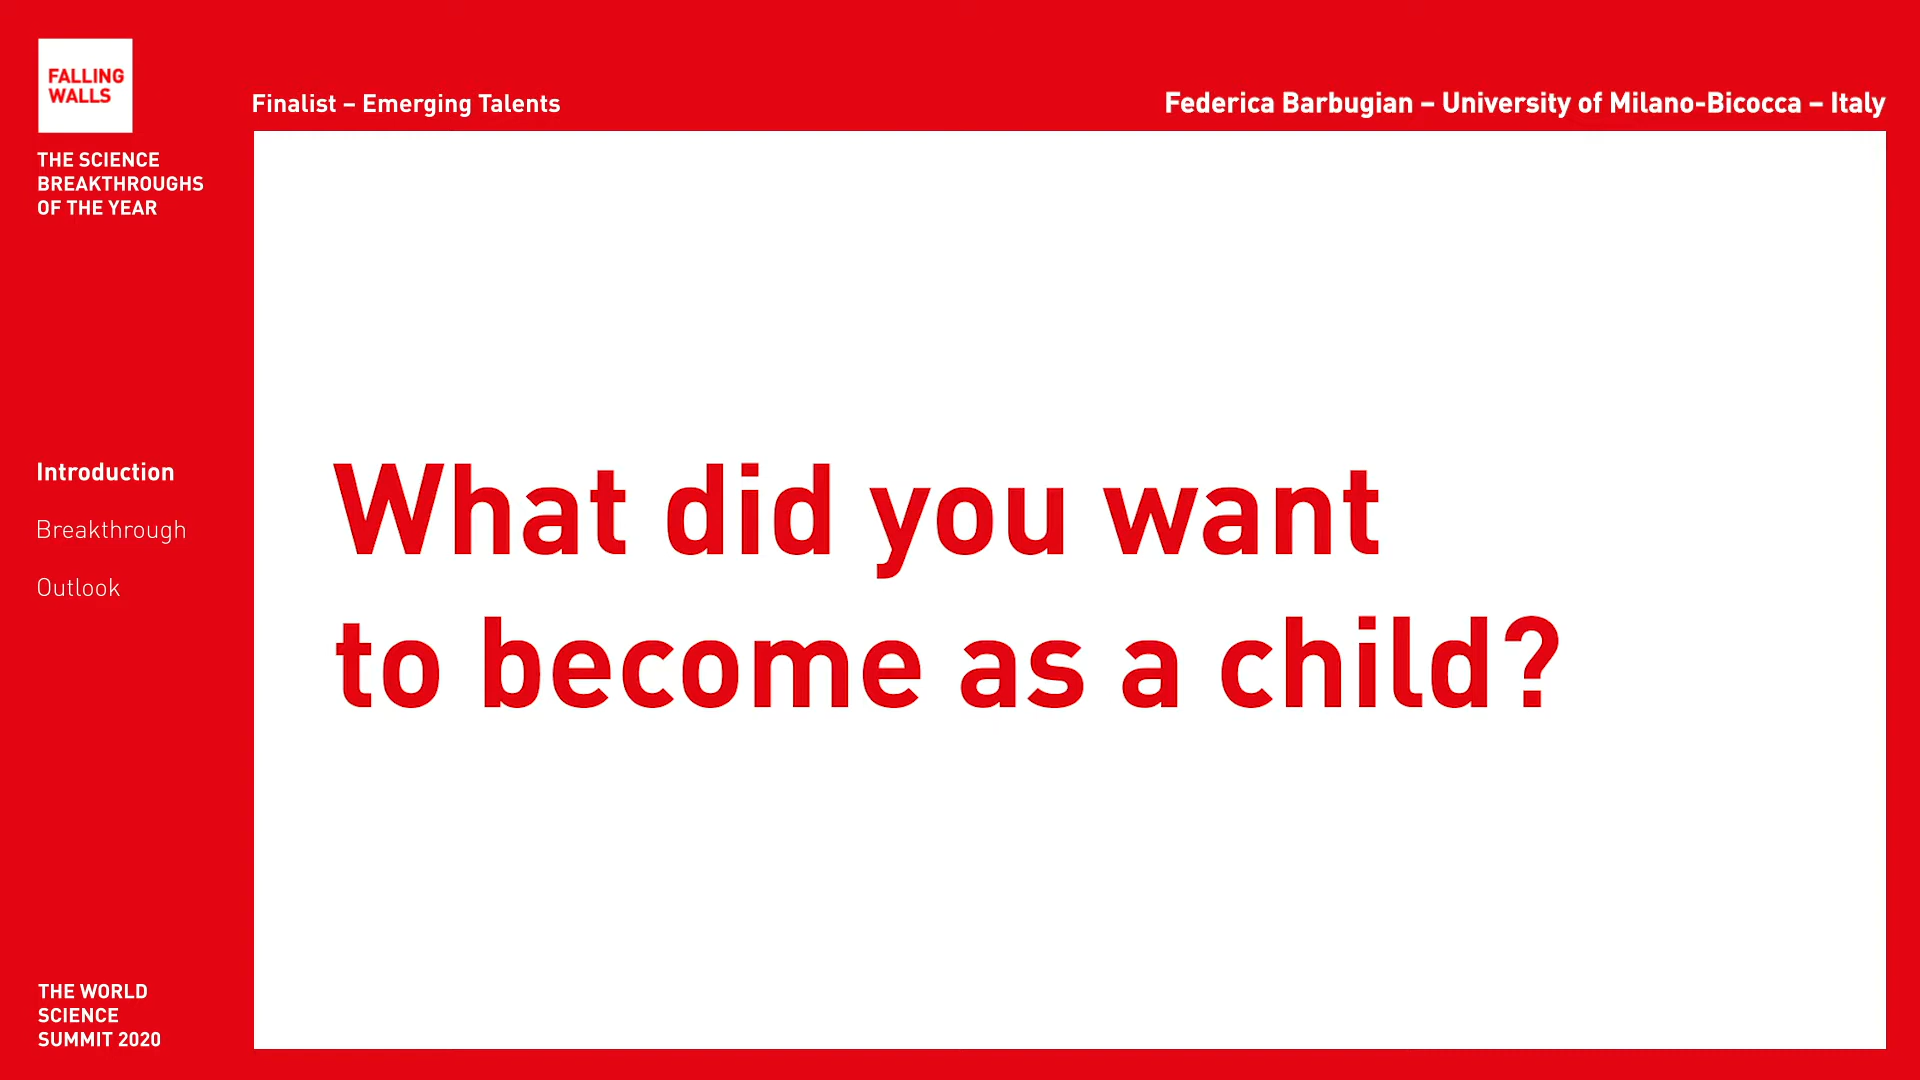 FALLING
WALLS
THE SCIENCE
BREAKTHROUGHS
OF THE YEAR
Finalist – Emerging Talents
Federica Barbugian – University of Milano-Bicocca – Italy
Introduction
Breakthrough
Outlook
What did you want
to become as a child?
THE WORLD
SCIENCE
SUMMIT 2020